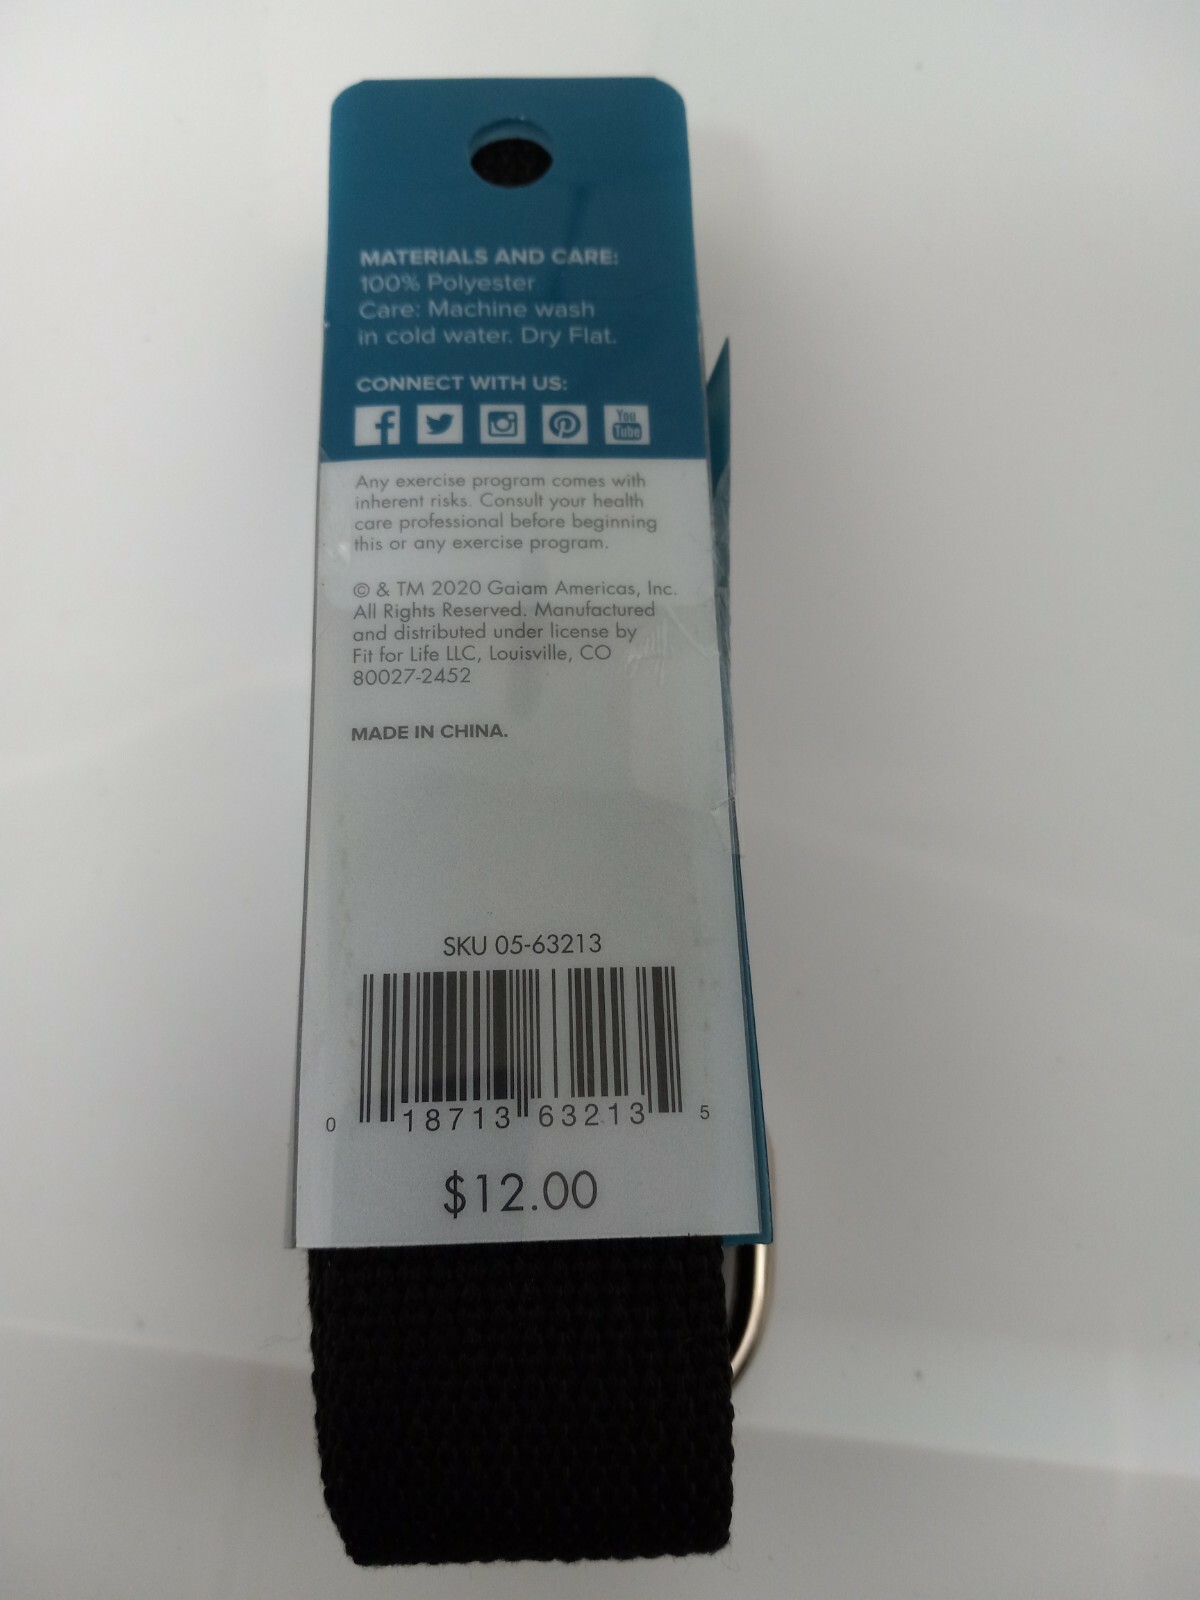 MATERIALS AND CARE:
100% Polyester
Care: Machine wash
in cold water. Dry Flat.
CONNECT WITH US:
You
Tube
Any exercise program comes with
inherent risks. Consult your health
care professional before beginning
this or any exercise program.
© & TM 2020 Gaiam Americas, Inc.
All Rights Reserved. Manufactured
and distributed under license by
Fit for Life LLC, Louisville, CO
80027-2452
MADE IN CHINA.
SKU 05-63213
0 18713 63213 5
$12.00